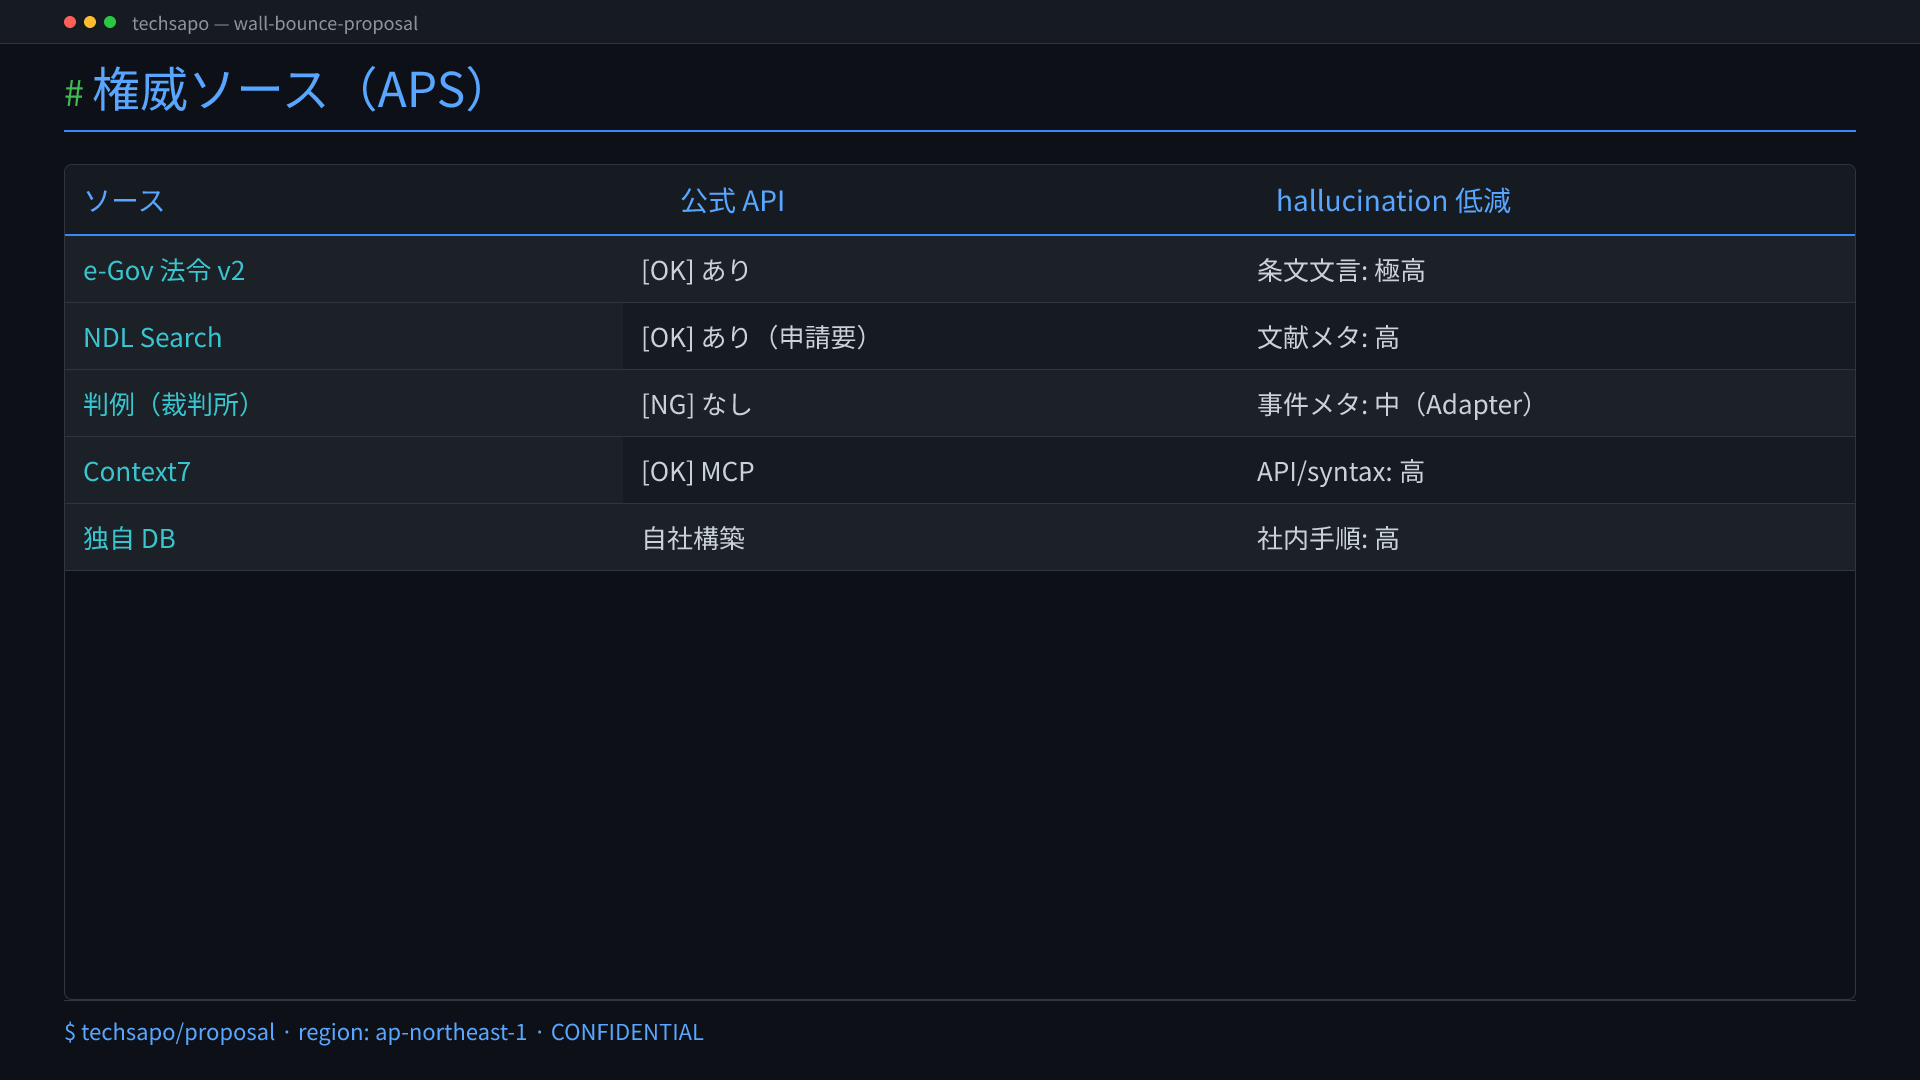 techsapo — wall-bounce-proposal
# 権威ソース（APS）
ソース 公式 API hallucination 低減
e-Gov 法令 v2 [OK] あり 条文文言: 極高
NDL Search [OK] あり（申請要） 文献メタ: 高
判例（裁判所） [NG] なし 事件メタ: 中（Adapter）
Context7 [OK] MCP API/syntax: 高
独自 DB 自社構築 社内手順: 高
$ techsapo/proposal · region: ap-northeast-1 · CONFIDENTIAL